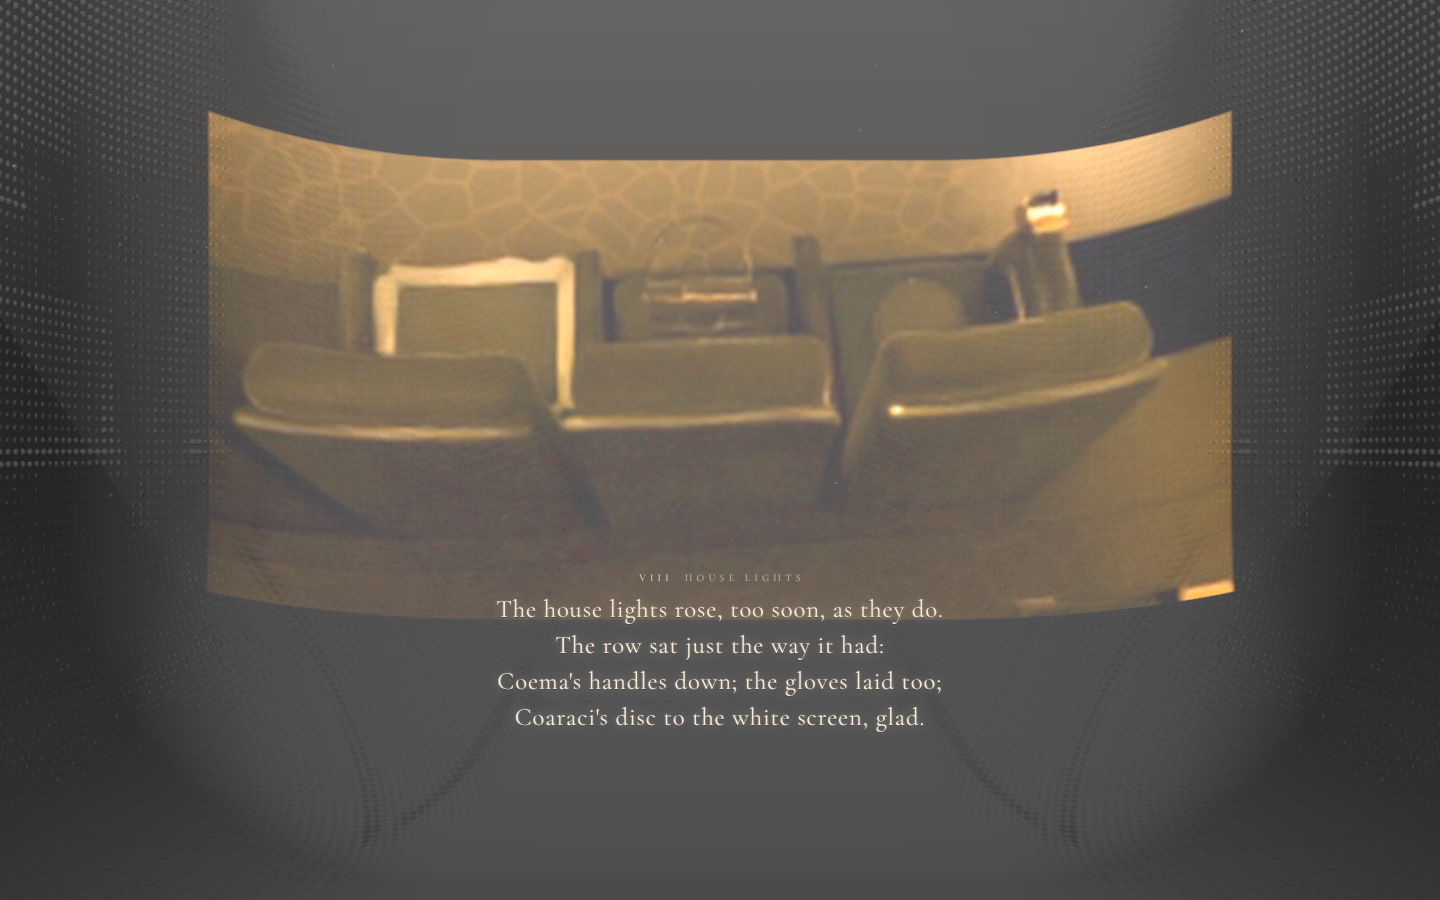 VIII HOUSE LIGHTS
The house lights rose, too soon, as they do.
The row sat just the way it had:
Coema's handles down; the gloves laid too;
Coaraci's disc to the white screen, glad.